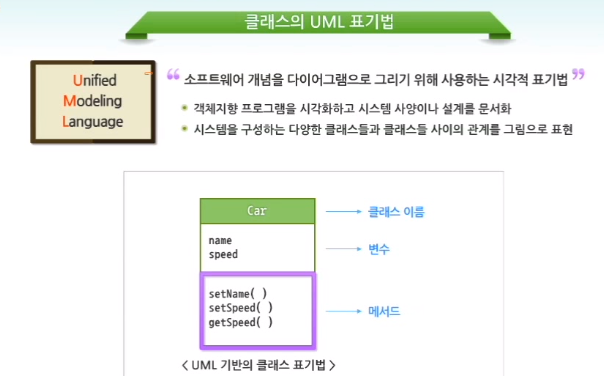 클래스의 UML 표기법
Unified
Modeling
Language
“ 소프트웨어 개념을 다이어그램으로 그리기 위해 사용하는 시각적 표기법 ”
객체지향 프로그램을 시각화하고 시스템 사양이나 설계를 문서화
시스템을 구성하는 다양한 클래스들과 클래스들 사이의 관계를 그림으로 표현
Car
클래스 이름
name
speed
변수
setName( )
setSpeed( )
getSpeed( )
메서드
< UML 기반의 클래스 표기법 >